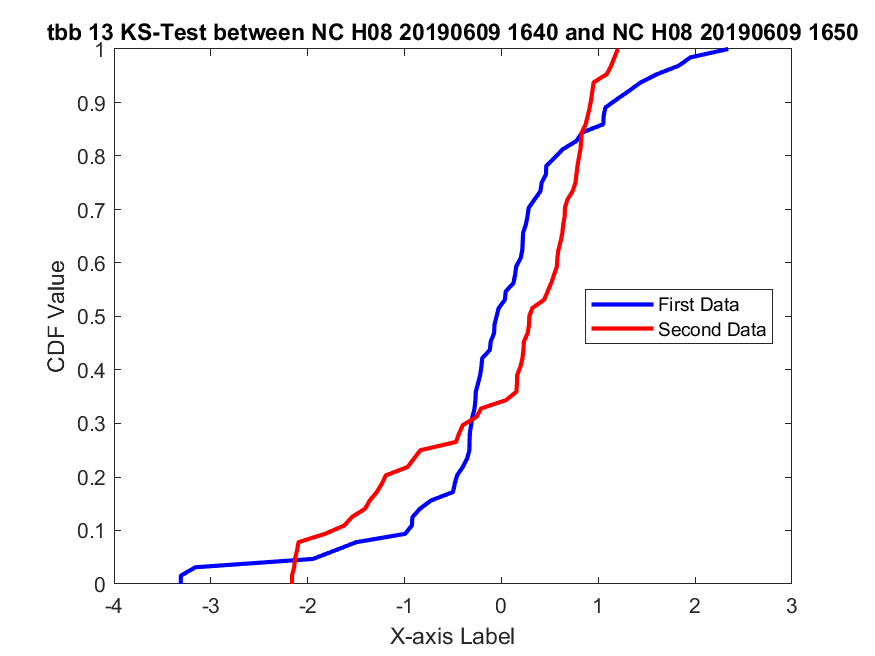 tbb 13 KS-Test between NC H08 20190609 1640 and NC H08 20190609 1650
1
0.9
0.8
0.7
0.6
0.5
0.4
0.3
0.2
0.1
0
CDF Value
First Data
Second Data
-4 -3 -2 -1 0 1 2 3
X-axis Label